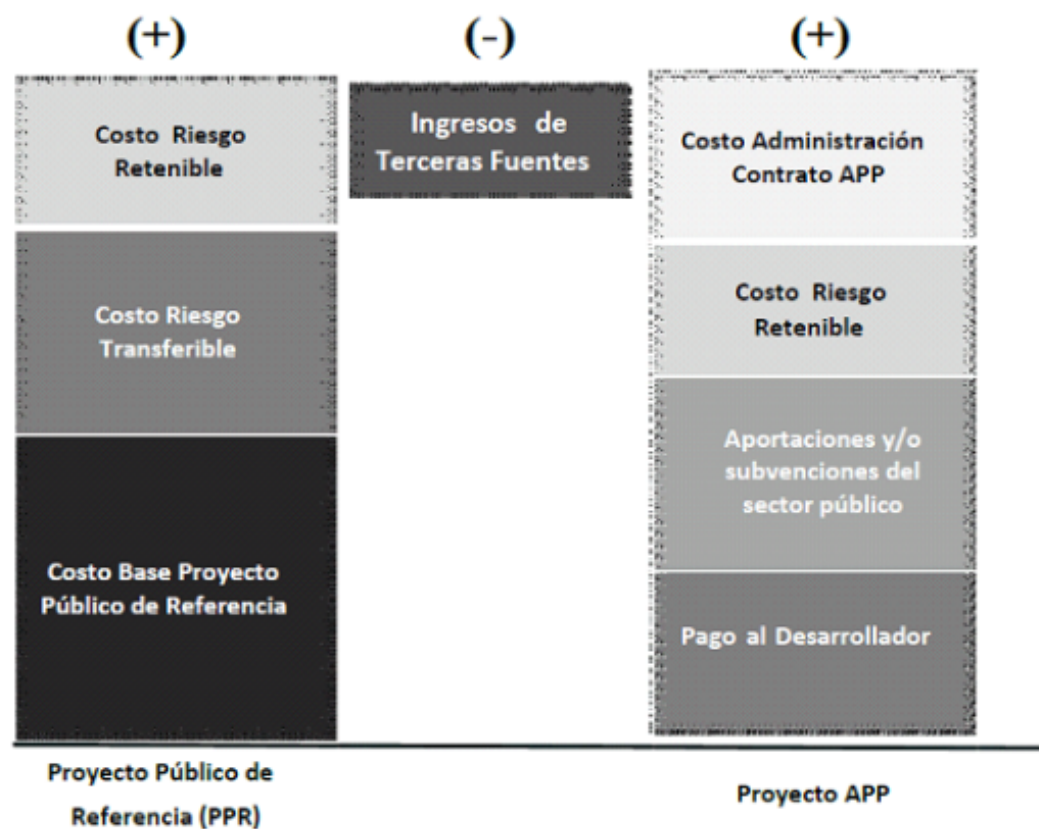 (+)
(-)
(+)
Costo Riesgo
Retenible
Costo Riesgo
Transferible
Costo Base Proyecto
Público de Referencia
Proyecto Público de
Referencia (PPR)
Ingresos de
Terceras Fuentes
Costo Administración
Contrato APP
Costo Riesgo
Retenible
Aportaciones y/o
subvenciones del
sector público
Pago al Desarrollador
Proyecto APP